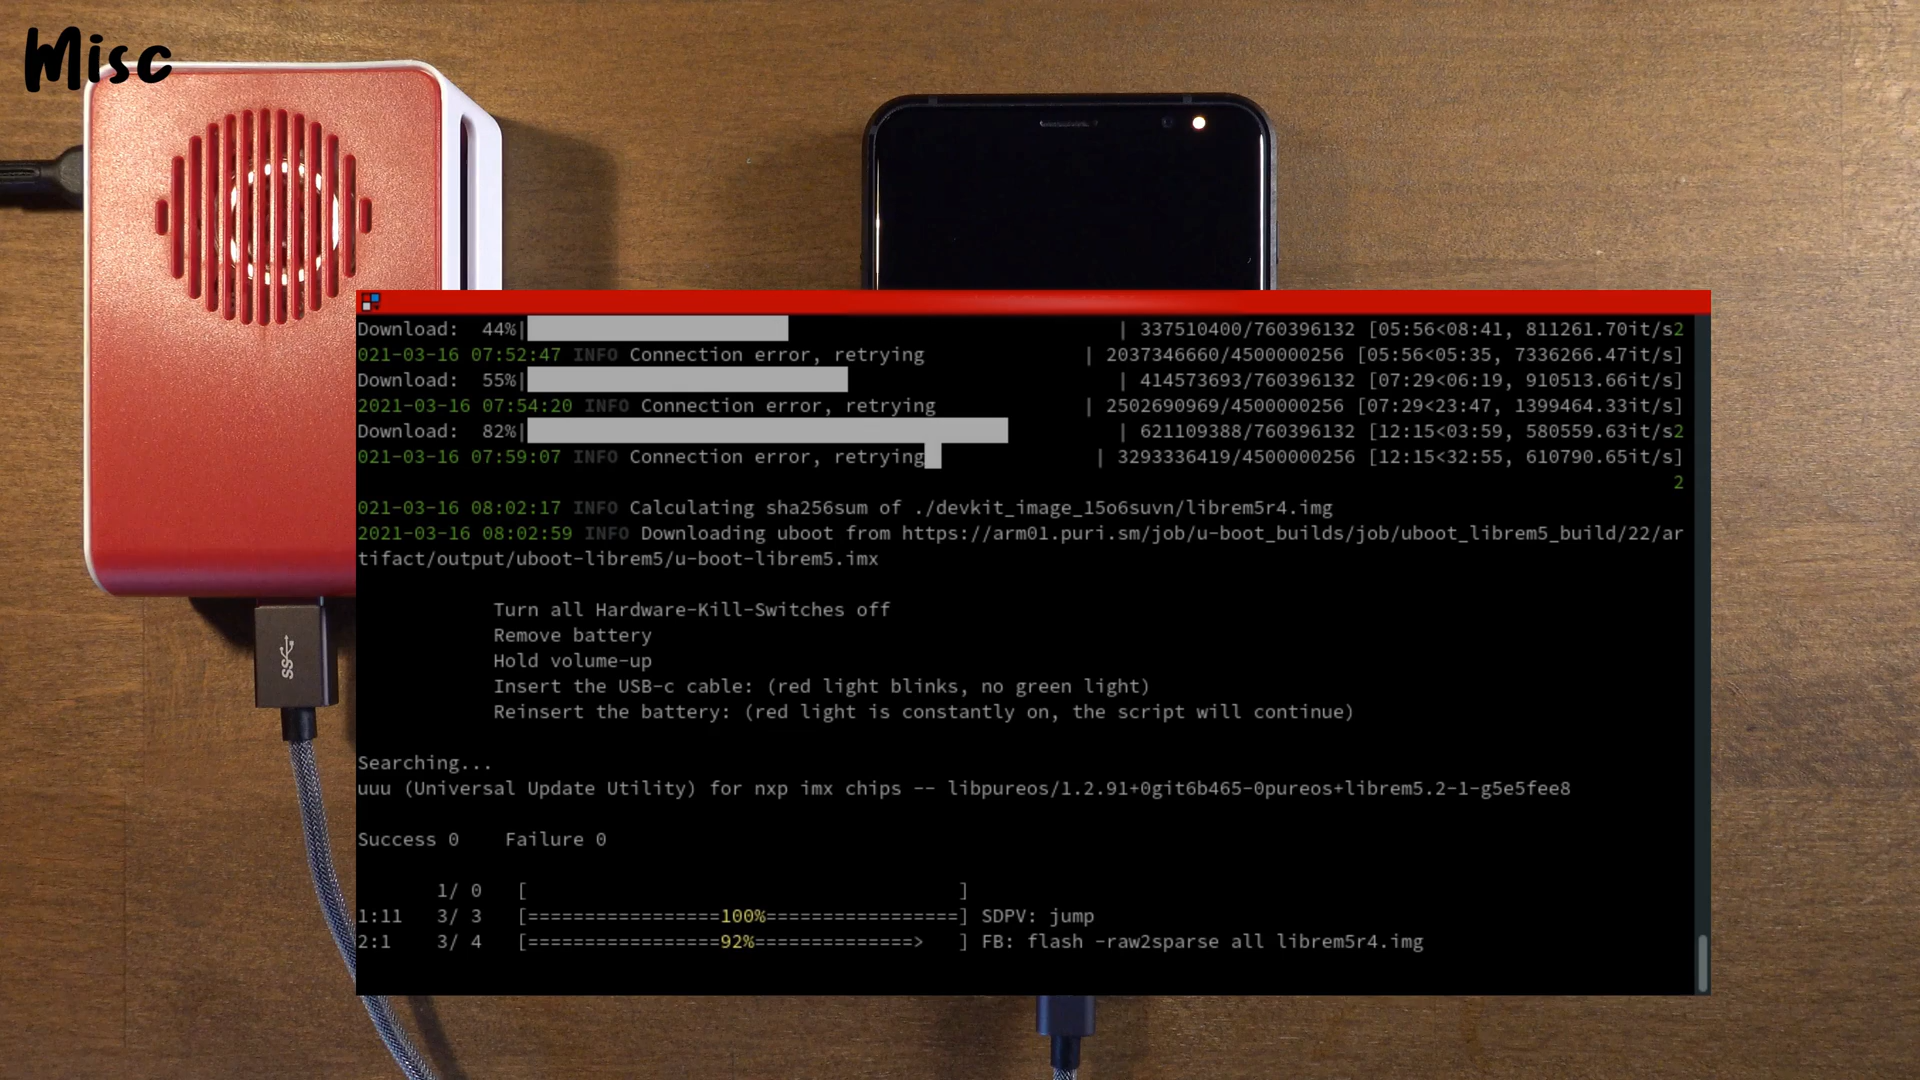 Misc
Download:  44%| | 337510400/760396132 [05:56<08:41, 811261.70it/s2
021-03-16 07:52:47 INFO Connection error, retrying | 2037346660/4500000256 [05:56<05:35, 7336266.47it/s]
Download:  55%| | 414573693/760396132 [07:29<06:19, 910513.66it/s]
2021-03-16 07:54:20 INFO Connection error, retrying | 2502690969/4500000256 [07:29<23:47, 1399464.33it/s]
Download:  82%| | 621109388/760396132 [12:15<03:59, 580559.63it/s2
021-03-16 07:59:07 INFO Connection error, retrying | 3293336419/4500000256 [12:15<32:55, 610790.65it/s]
2
021-03-16 08:02:17 INFO Calculating sha256sum of ./devkit_image_15o6suvn/librem5r4.img
2021-03-16 08:02:59 INFO Downloading uboot from https://arm01.puri.sm/job/u-boot_builds/job/uboot_librem5_build/22/ar
tifact/output/uboot-librem5/u-boot-librem5.imx
Turn all Hardware-Kill-Switches off
Remove battery
Hold volume-up
Insert the USB-c cable: (red light blinks, no green light)
Reinsert the battery: (red light is constantly on, the script will continue)
Searching...
uuu (Universal Update Utility) for nxp imx chips -- libpureos/1.2.91+0git6b465-0pureos+librem5.2-1-g5e5fee8
Success 0    Failure 0
1/ 0   [                                      ]
1:11   3/ 3   [=================100%=================] SDPV: jump
2:1    3/ 4   [=================92%==============>   ] FB: flash -raw2sparse all librem5r4.img
SS